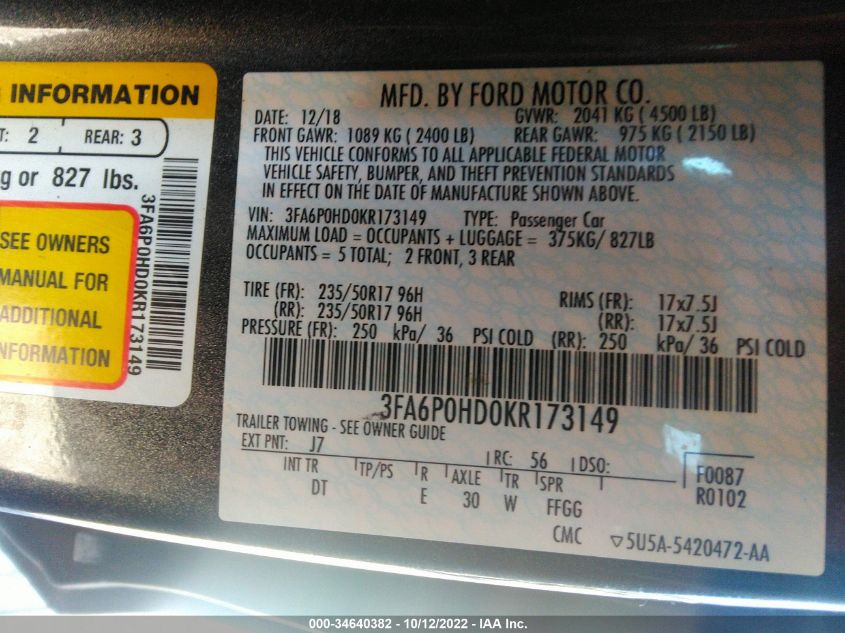 INFORMATION
2 REAR: 3
g or 827 lbs.
SEE OWNERS
MANUAL FOR
ADDITIONAL
INFORMATION
3FA6P0HD0KR173149
MFD. BY FORD MOTOR CO.
DATE: 12/18 GVWR: 2041 KG ( 4500 LB)
FRONT GAWR: 1089 KG ( 2400 LB) REAR GAWR: 975 KG ( 2150 LB)
THIS VEHICLE CONFORMS TO ALL APPLICABLE FEDERAL MOTOR
VEHICLE SAFETY, BUMPER, AND THEFT PREVENTION STANDARDS
IN EFFECT ON THE DATE OF MANUFACTURE SHOWN ABOVE.
VIN: 3FA6P0HD0KR173149 TYPE: Passenger Car
MAXIMUM LOAD = OCCUPANTS + LUGGAGE = 375KG/ 827LB
OCCUPANTS = 5 TOTAL; 2 FRONT, 3 REAR
TIRE (FR): 235/50R17 96H RIMS (FR): 17x7.5J
(RR): 235/50R17 96H (RR): 17x7.5J
PRESSURE (FR): 250 kPa/ 36 PSI COLD (RR): 250 kPa/ 36 PSI COLD
3FA6P0HD0KR173149
TRAILER TOWING - SEE OWNER GUIDE
EXT PNT: J7 RC: 56 DSO:
INT TR TP/PS R AXLE TR SPR F0087
DT E 30 W FFGG R0102
CMC ▽5U5A-5420472-AA
000-34640382 - 10/12/2022 - IAA Inc.